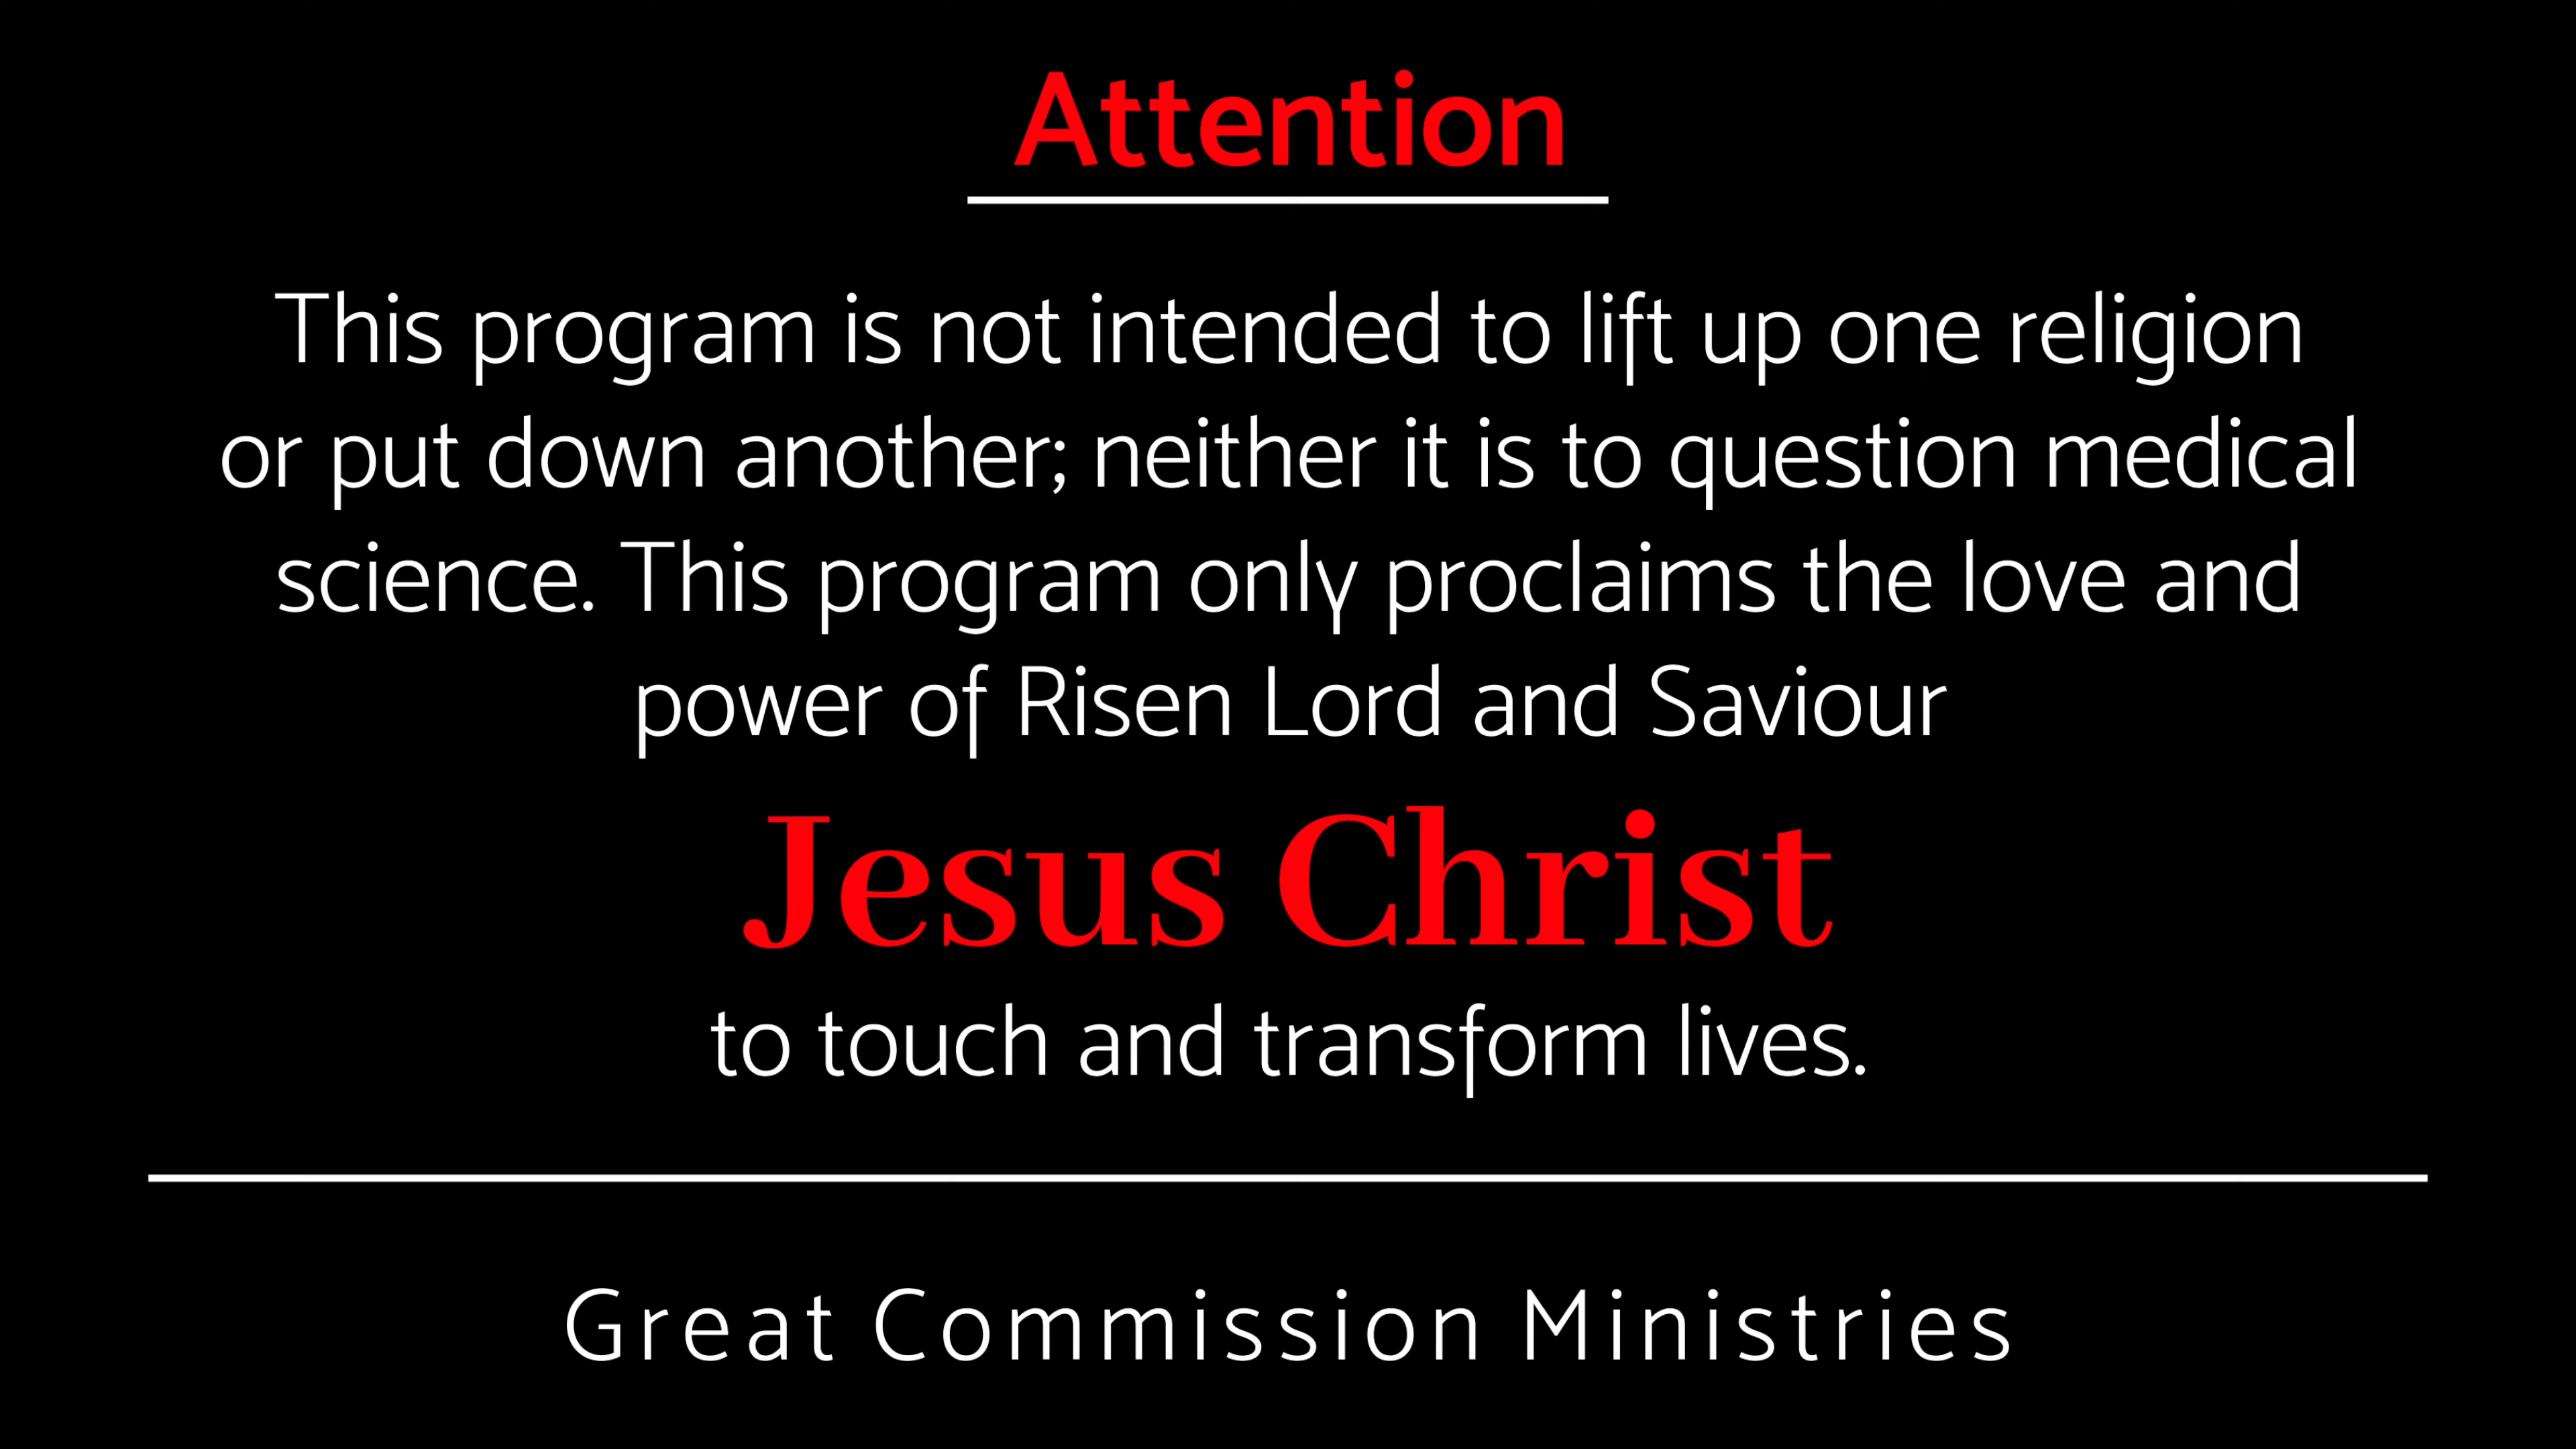 Attention
This program is not intended to lift up one religion
or put down another; neither it is to question medical
science. This program only proclaims the love and
power of Risen Lord and Saviour
Jesus Christ
to touch and transform lives.
Great Commission Ministries